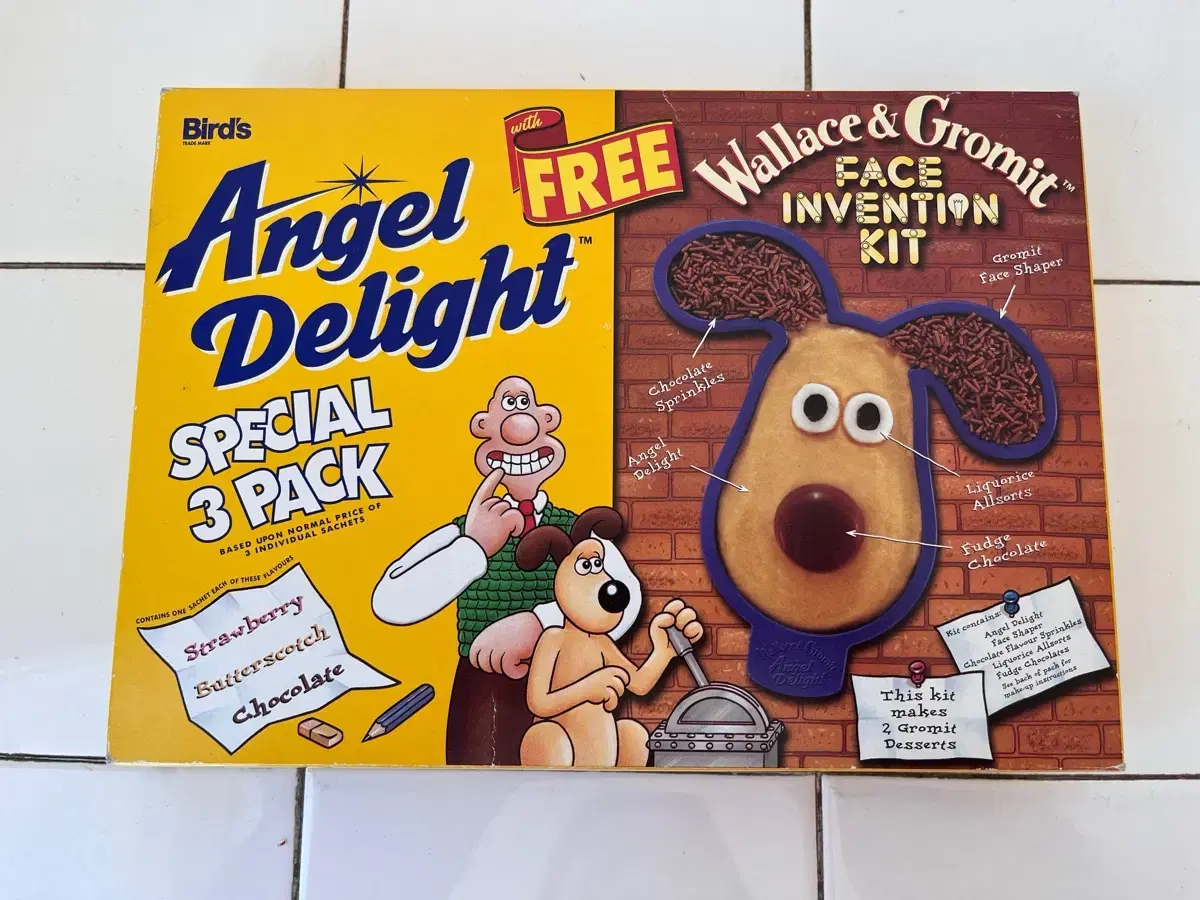 Bird's
TRADE MARK
Angel
Delight™
SPECIAL
3 PACK
BASED UPON NORMAL PRICE OF
3 INDIVIDUAL SACHETS
CONTAINS ONE SACHET EACH OF THESE FLAVOURS
Strawberry
Butterscotch
Chocolate
with
FREE
Wallace & Gromit™
FACE
INVENTION
KIT
Gromit
Face Shaper
Chocolate
Sprinkles
Angel
Delight
Liquorice
Allsorts
Fudge
Chocolate
Wallace & Gromit
Angel
Delight
Kit contains:
Angel Delight
Face Shaper
Chocolate Flavour Sprinkles
Liquorice Allsorts
Fudge Chocolates
See back of pack for
make-up instructions
This kit
makes
2 Gromit
Desserts